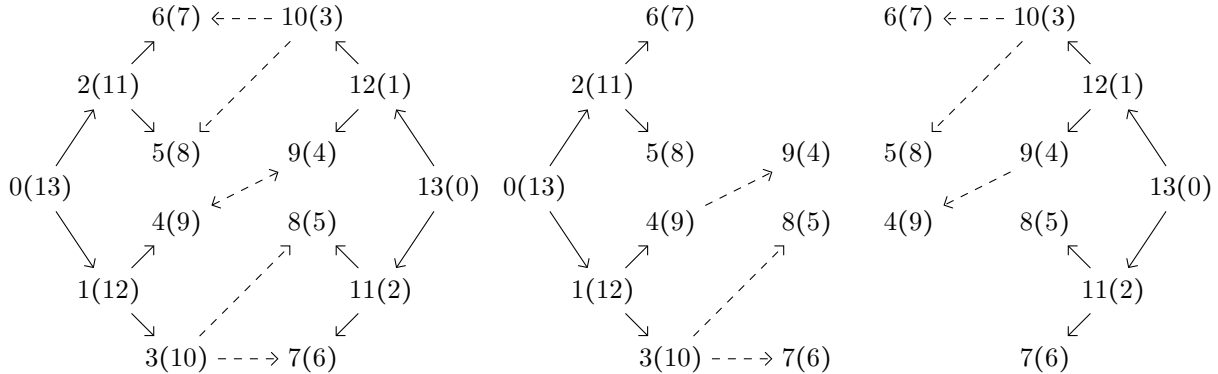 6(7) 10(3) 6(7) 6(7) 10(3)
2(11) 12(1) 2(11) 12(1)
5(8) 9(4) 5(8) 9(4) 5(8) 9(4)
0(13) 13(0) 0(13) 13(0)
4(9) 8(5) 4(9) 8(5) 4(9) 8(5)
1(12) 11(2) 1(12) 11(2)
3(10) 7(6) 3(10) 7(6) 7(6)